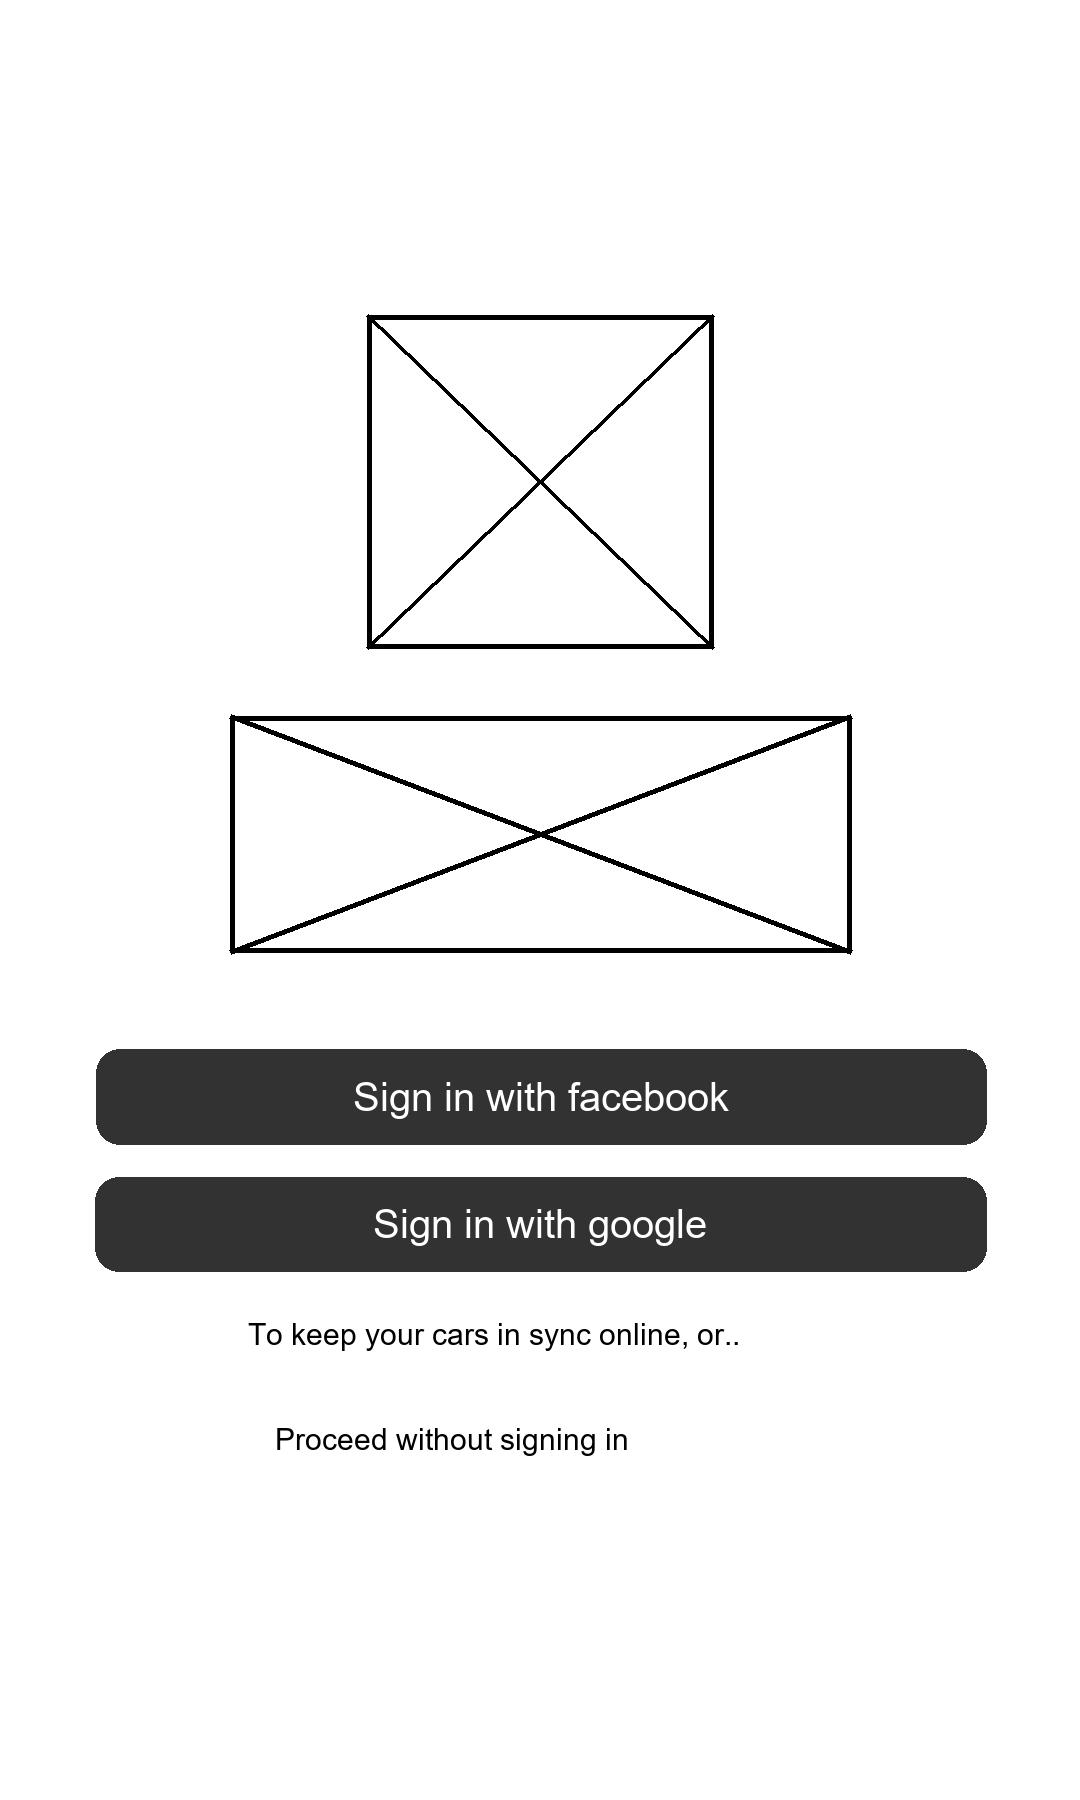 Sign in with facebook
Sign in with google
To keep your cars in sync online, or..
Proceed without signing in